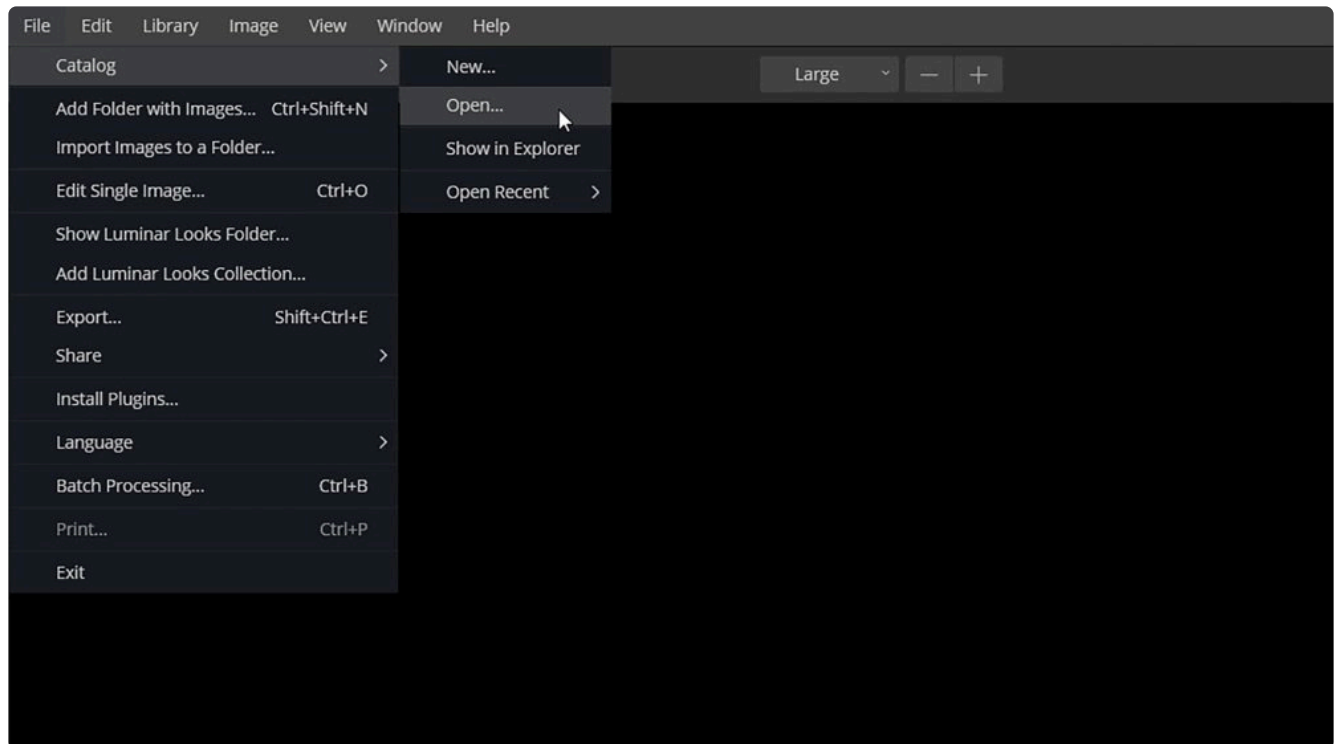 File Edit Library Image View Window Help
Catalog
Add Folder with Images... Ctrl+Shift+N
Import Images to a Folder...
Edit Single Image... Ctrl+O
Show Luminar Looks Folder...
Add Luminar Looks Collection...
Export... Shift+Ctrl+E
Share
Install Plugins...
Language
Batch Processing... Ctrl+B
Print... Ctrl+P
Exit
New...
Open...
Show in Explorer
Open Recent
Large